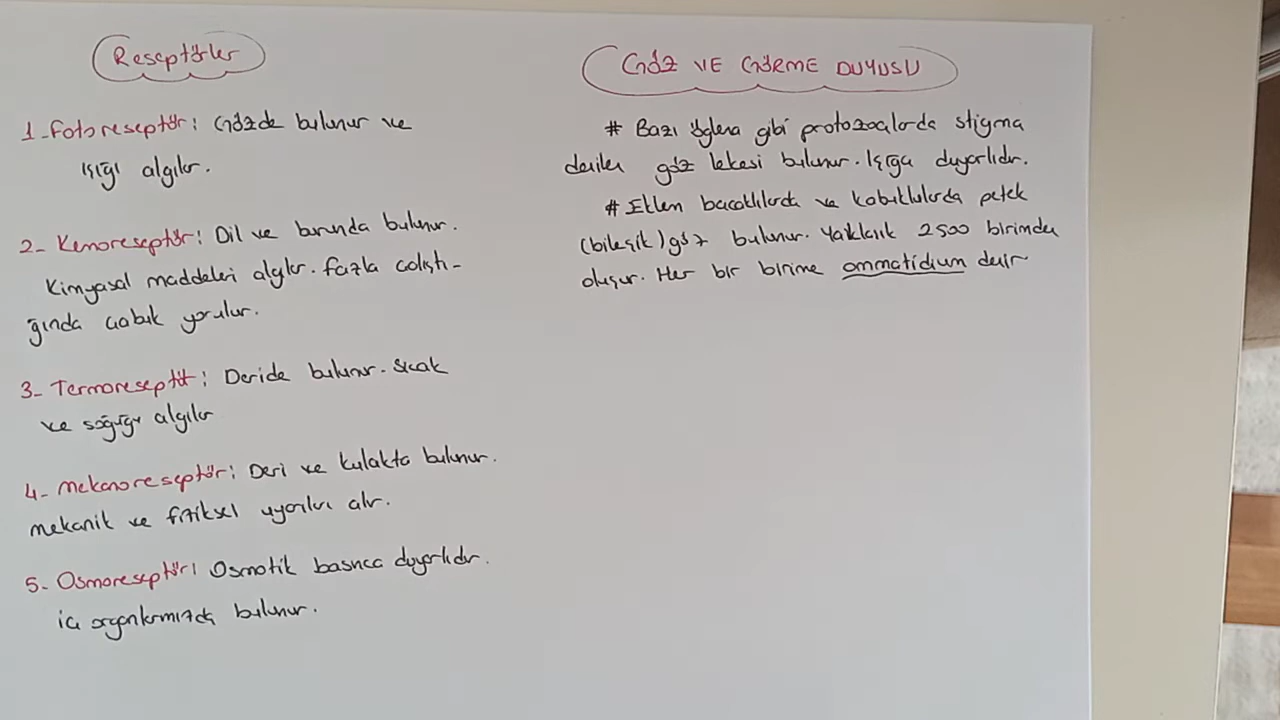 Reseptörler
1-Fotoreseptör: Gözde bulunur ve
ışığı algılar.
2- Kemoreseptör: Dil ve burunda bulunur.
Kimyasal maddeleri algılar. Fazla çalıştı-
ğında çabuk yorulur.
3- Termoreseptör: Deride bulunur. Sıcak
ve soğuğu algılar
4- Mekanoreseptör: Deri ve kulakta bulunur.
mekanik ve fiziksel uyarıları alır.
5- Osmoreseptör: Osmotik basınca duyarlıdır.
iç organlarımızda bulunur.
GÖZ VE GÖRME DUYUSU
# Bazı öglena gibi protozoalarda stigma
denilen göz lekesi bulunur. Işığa duyarlıdır.
# Eklem bacaklılarda ve kabuklularda petek
(bileşik) göz bulunur. Yaklaşık 2500 birimden
oluşur. Her bir birime ommatidium denir